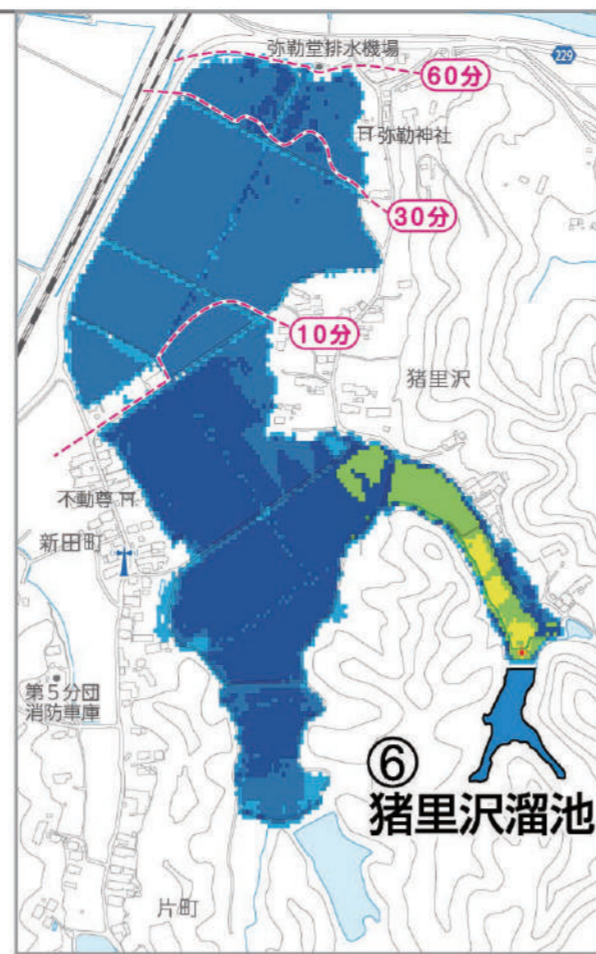 弥勒堂排水機場
229
60分
弥勒神社
30分
10分
猪里沢
不動尊
新田町
第5分団
消防車庫
⑥
猪里沢溜池
片町